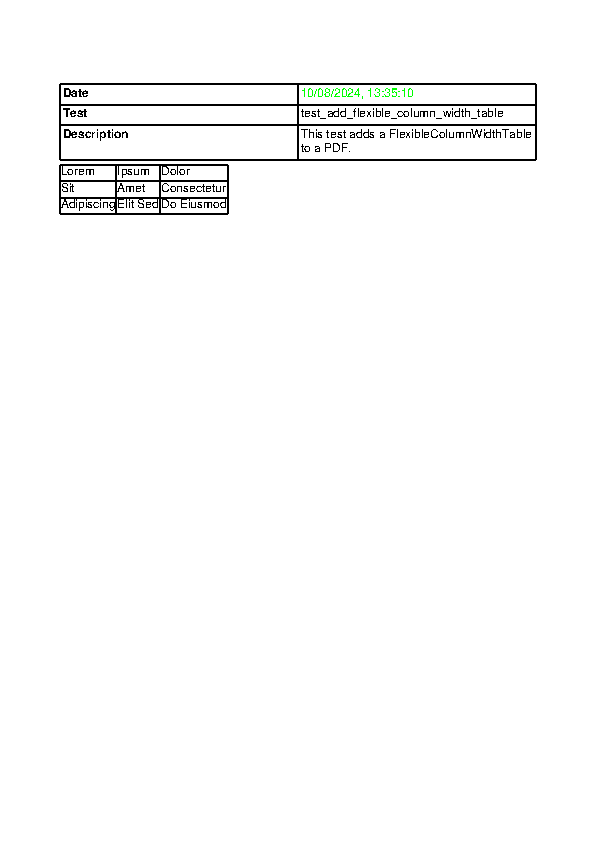 Date 10/08/2024, 13:35:10
Test test_add_flexible_column_width_table
Description This test adds a FlexibleColumnWidthTable
to a PDF.
Lorem Ipsum Dolor
Sit Amet Consectetur
Adipiscing Elit Sed Do Eiusmod